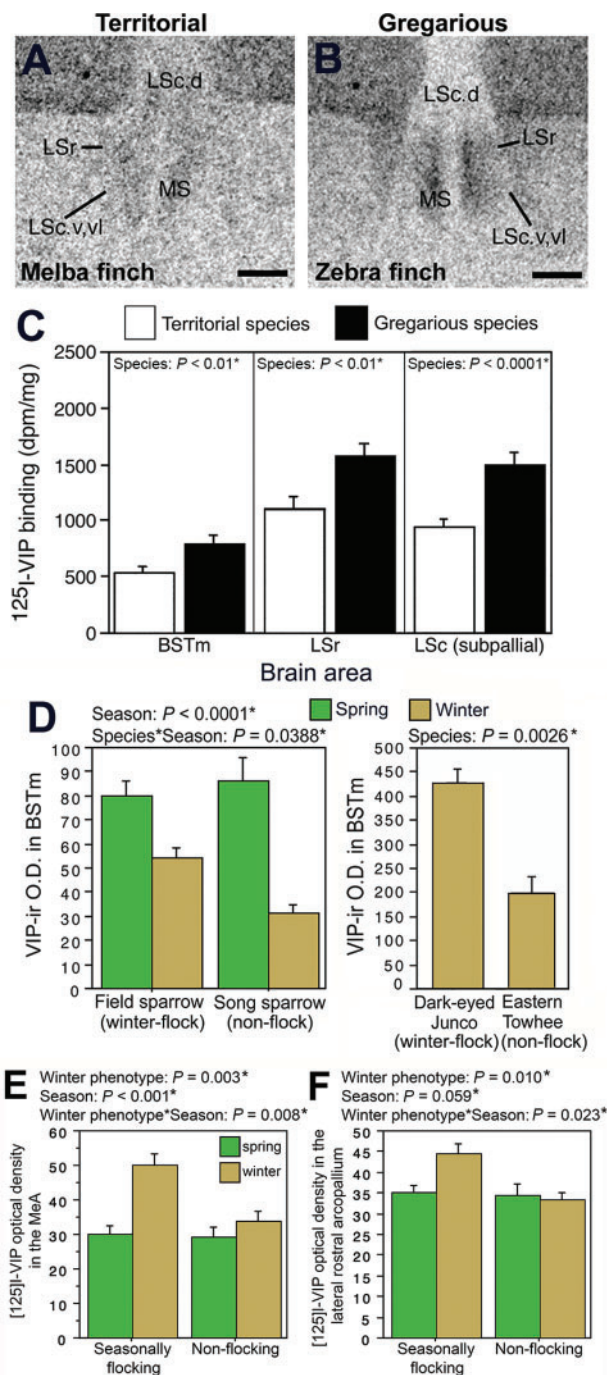 Territorial
Gregarious
A
LSc.d
LSr
MS
LSc.v,vl
Melba finch
B
LSc.d
LSr
MS
LSc.v,vl
Zebra finch
C
Territorial species
Gregarious species
Species: P < 0.01*
Species: P < 0.01*
Species: P < 0.0001*
125I-VIP binding (dpm/mg)
2500
2000
1500
1000
500
0
BSTm
LSr
LSc (subpallial)
Brain area
D
Spring
Winter
Season: P < 0.0001*
Species*Season: P = 0.0388*
VIP-ir O.D. in BSTm
100
90
80
70
60
50
40
30
20
10
0
Field sparrow
(winter-flock)
Song sparrow
(non-flock)
Species: P = 0.0026*
VIP-ir O.D. in BSTm
500
450
400
350
300
250
200
150
100
50
0
Dark-eyed
Junco
(winter-flock)
Eastern
Towhee
(non-flock)
E
Winter phenotype: P = 0.003*
Season: P < 0.001*
Winter phenotype*Season: P = 0.008*
spring
winter
[125]I-VIP optical density
in the MeA
60
50
40
30
20
10
0
Seasonally
flocking
Non-flocking
F
Winter phenotype: P = 0.010*
Season: P = 0.059*
Winter phenotype*Season: P = 0.023*
[125]I-VIP optical density in the
lateral rostral arcopallium
50
45
40
35
30
25
20
15
10
5
0
Seasonally
flocking
Non-flocking